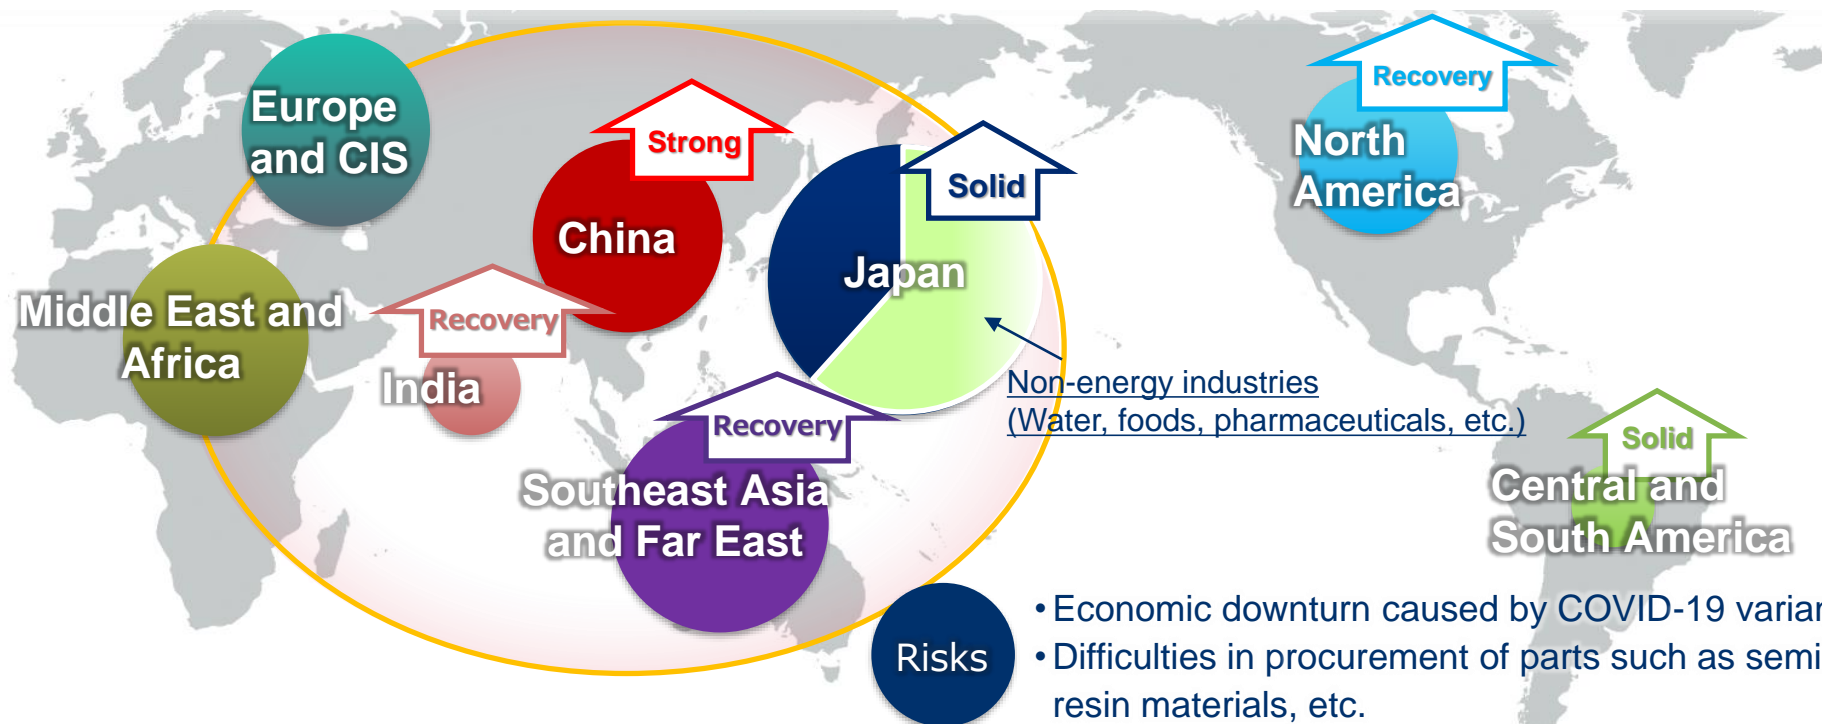 Europe
and CIS
Strong
China
Solid
Japan
Recovery
North
America
Middle East and
Africa
Recovery
India
Non-energy industries
(Water, foods, pharmaceuticals, etc.)
Recovery
Southeast Asia
and Far East
Solid
Central and
South America
Risks
• Economic downturn caused by COVID-19
• Difficulties in procurement of parts such as
resin materials, etc.